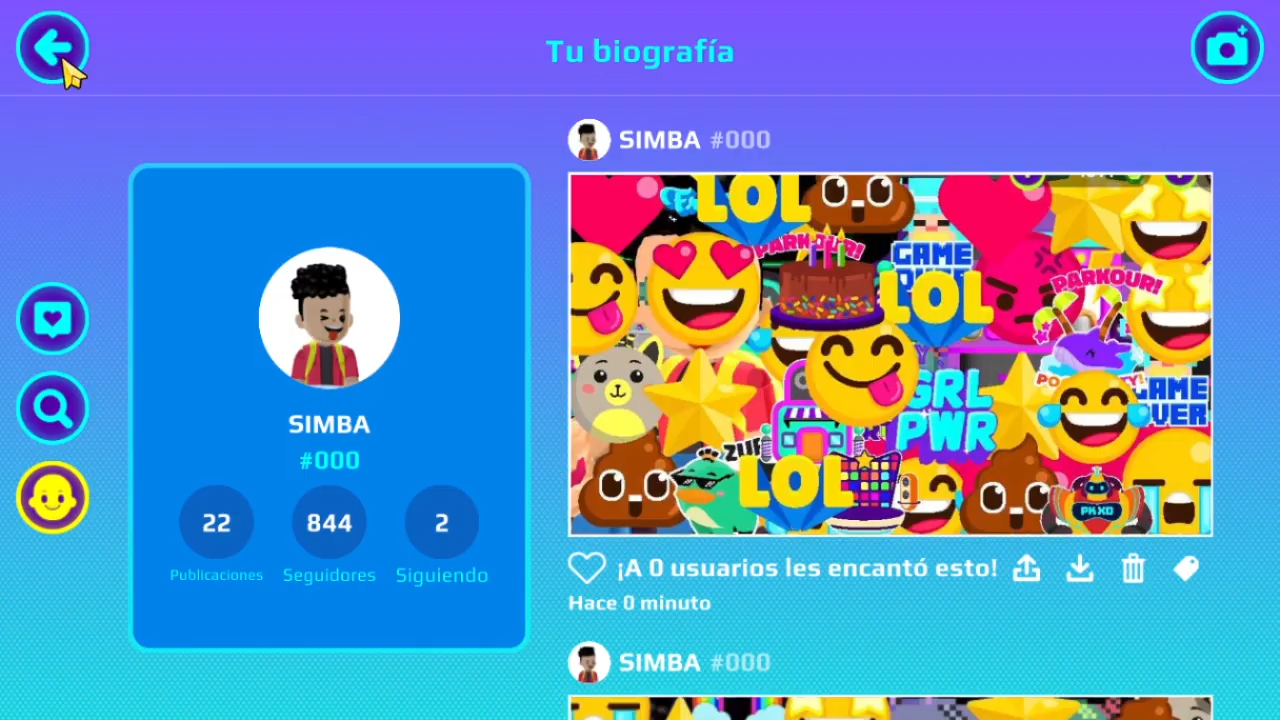 Tu biografía
SIMBA #000
SIMBA
#000
22
844
2
Publicaciones
Seguidores
Siguiendo
LOL
PARKOUR!
GAME
LOL
PARKOUR!
GRL
PWR
GAME
OVER
LOL
PKXD
¡A 0 usuarios les encantó esto!
Hace 0 minuto
SIMBA #000